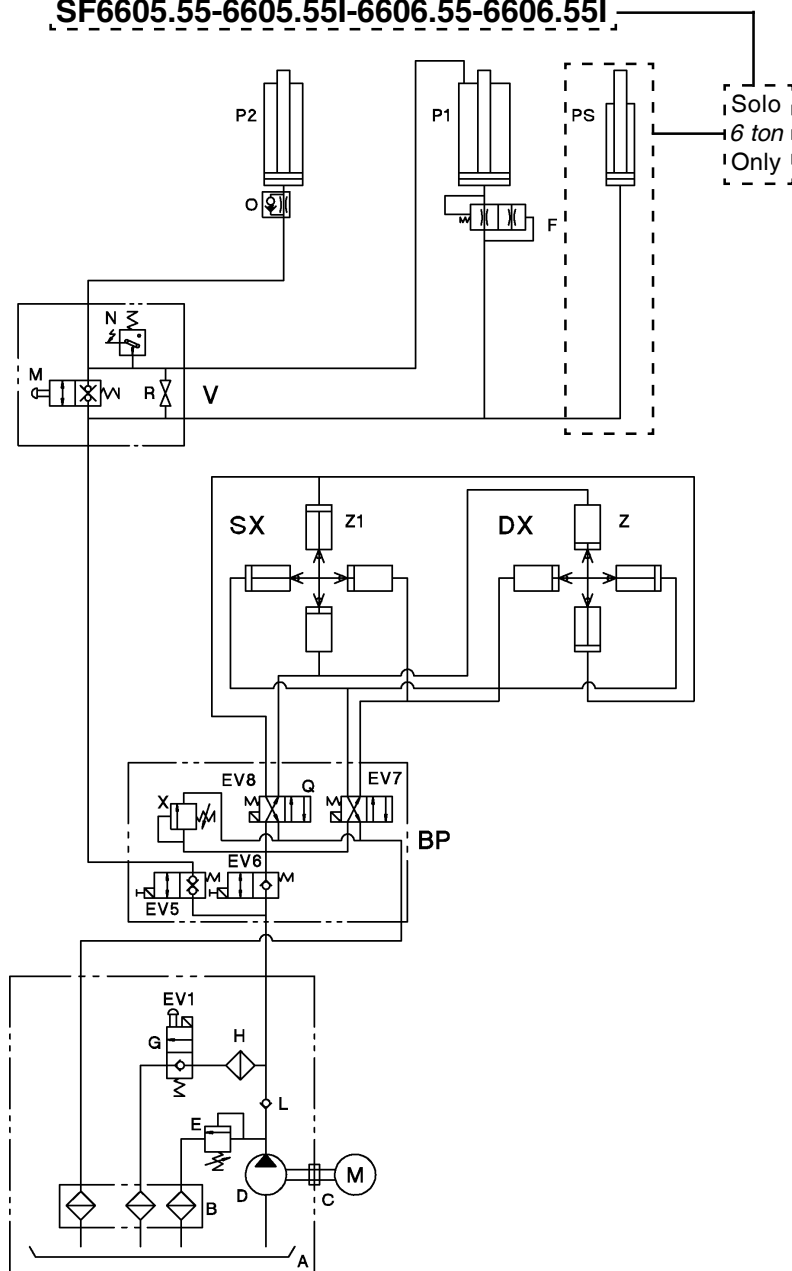 SF6605.55-6605.55I-6606.55-6606.55I
Solo
6 ton
Only
P2
P1
PS
O
F
N
M
R
V
SX
Z1
DX
Z
EV8
Q
EV7
X
BP
EV6
EV5
EV1
G
H
L
E
D
C
M
B
A